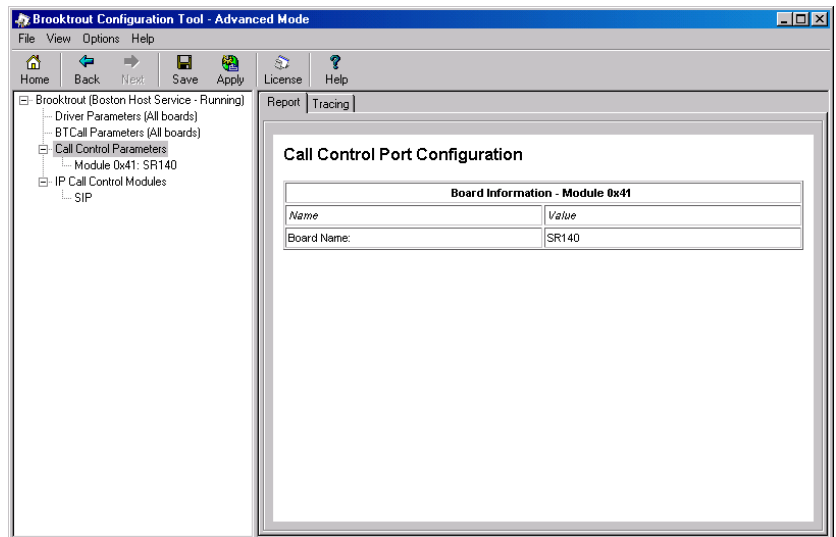 Brooktrout Configuration Tool - Advanced Mode
File View Options Help
Home Back Next Save Apply License Help
Brooktrout (Boston Host Service - Running)
Driver Parameters (All boards)
BTCall Parameters (All boards)
Call Control Parameters
Module 0x41: SR140
IP Call Control Modules
SIP
Report Tracing
Call Control Port Configuration
Board Information - Module 0x41
Name Value
Board Name: SR140